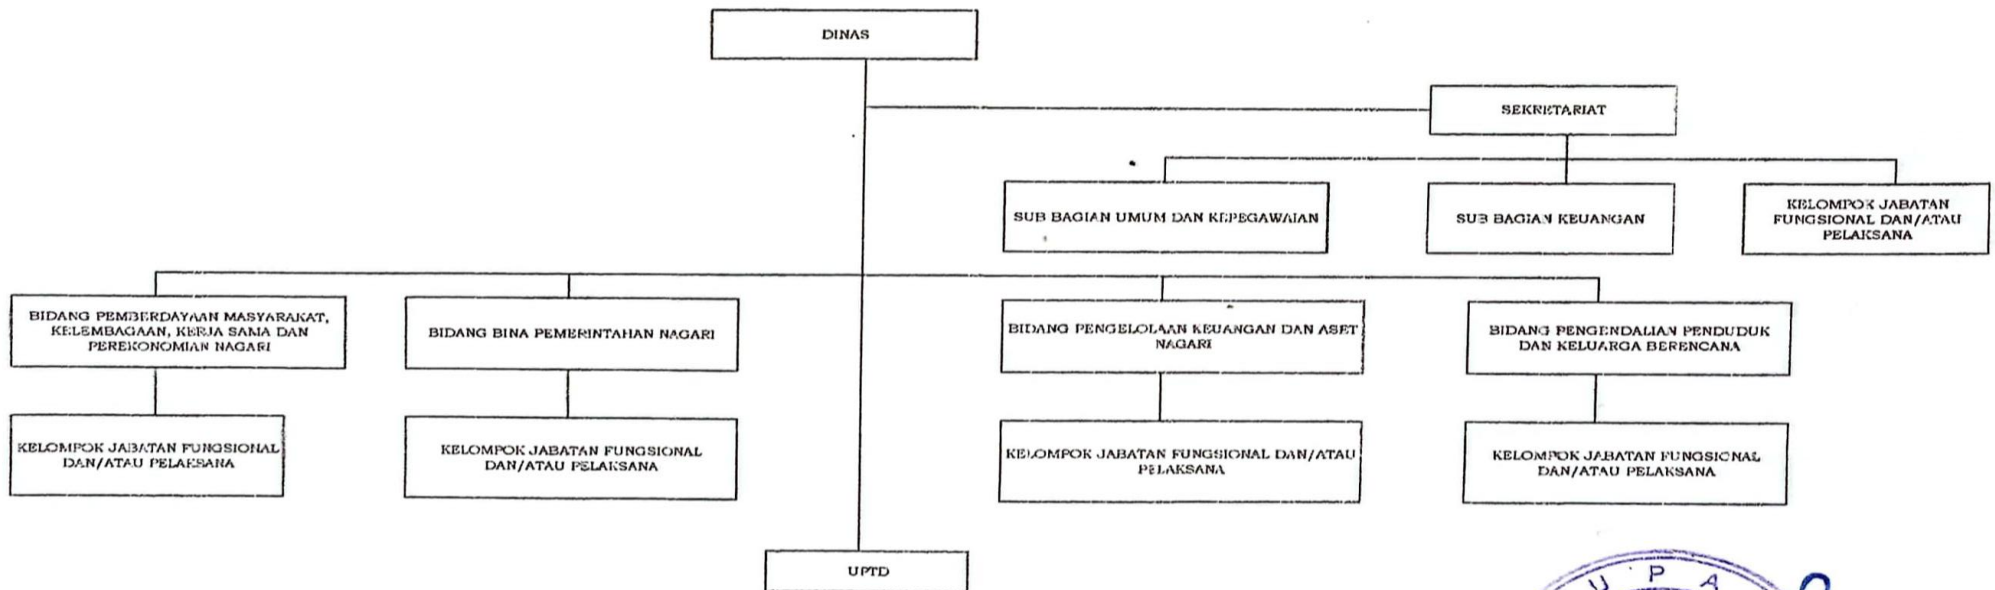 DINAS
SEKRETARIAT
SUB BAGIAN UMUM DAN KEPEGAWAIAN
SUB BAGIAN KEUANGAN
KELOMPOK JABATAN
FUNGSIONAL DAN/ATAU
PELAKSANA
BIDANG PEMBERDAYAAN MASYARAKAT,
KELEMBAGAAN, KERJA SAMA DAN
PEREKONOMIAN NAGARI
BIDANG BINA PEMERINTAHAN NAGARI
BIDANG PENGELOLAAN KEUANGAN DAN ASET
NAGARI
BIDANG PENGENDALIAN PENDUDUK
DAN KELUARGA BERENCANA
KELOMPOK JABATAN FUNGSIONAL
DAN/ATAU PELAKSANA
KELOMPOK JABATAN FUNGSIONAL
DAN/ATAU PELAKSANA
KELOMPOK JABATAN FUNGSIONAL DAN/ATAU
PELAKSANA
KELOMPOK JABATAN FUNGSIONAL
DAN/ATAU PELAKSANA
UPTD
U P A